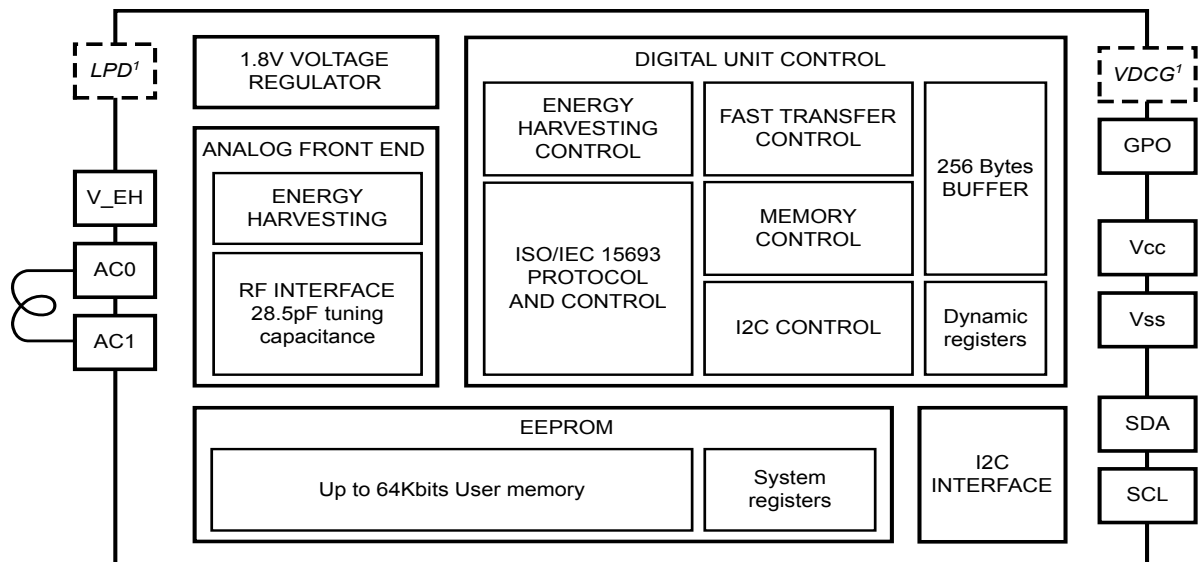 LPD¹
V_EH
AC0
AC1
1.8V VOLTAGE
REGULATOR
ANALOG FRONT END
ENERGY
HARVESTING
RF INTERFACE
28.5pF tuning
capacitance
DIGITAL UNIT CONTROL
ENERGY
HARVESTING
CONTROL
ISO/IEC 15693
PROTOCOL
AND CONTROL
FAST TRANSFER
CONTROL
MEMORY
CONTROL
I2C CONTROL
256 Bytes
BUFFER
Dynamic
registers
EEPROM
Up to 64Kbits User memory
System
registers
I2C
INTERFACE
VDCG¹
GPO
Vcc
Vss
SDA
SCL